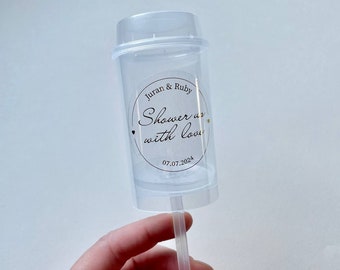 Juran & Ruby
Shower us
with love
07.07.2024